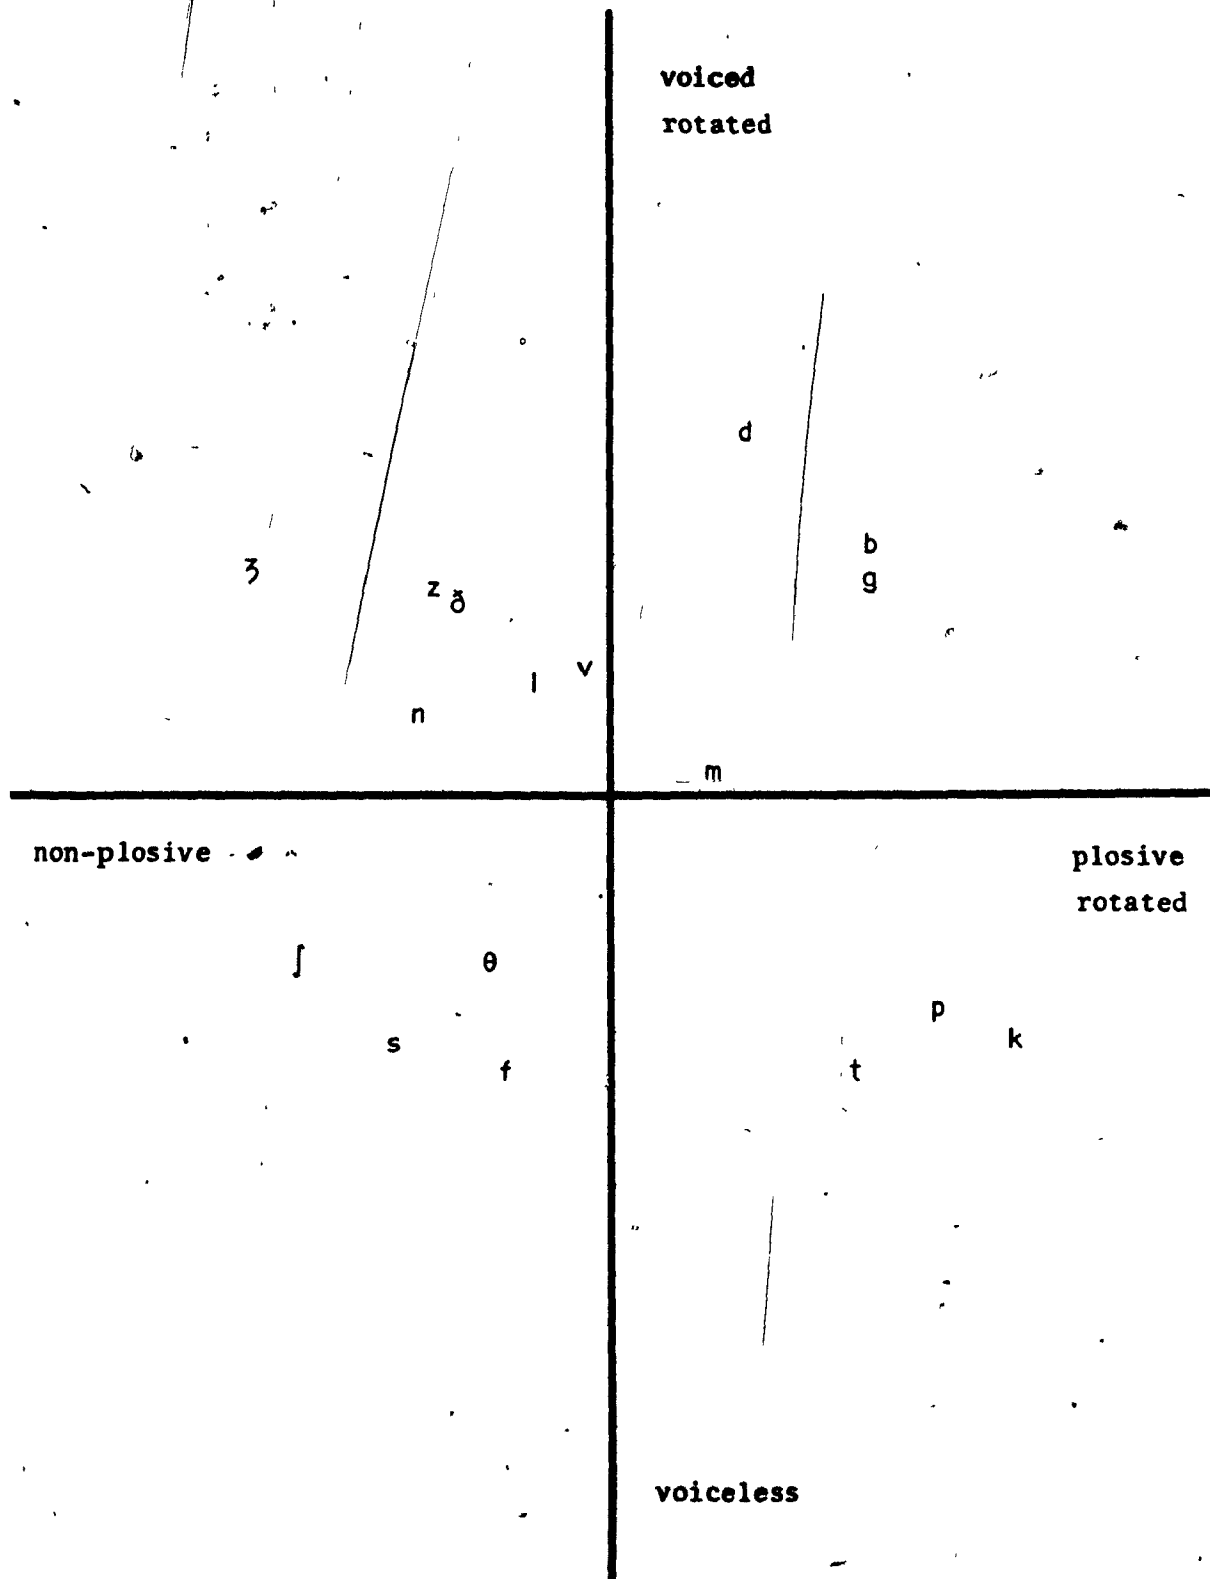 voiced
rotated
d
b
ʒ
g
z ð
v
l
n
m
non-plosive
plosive
rotated
ʃ
θ
p
s
k
f
t
voiceless